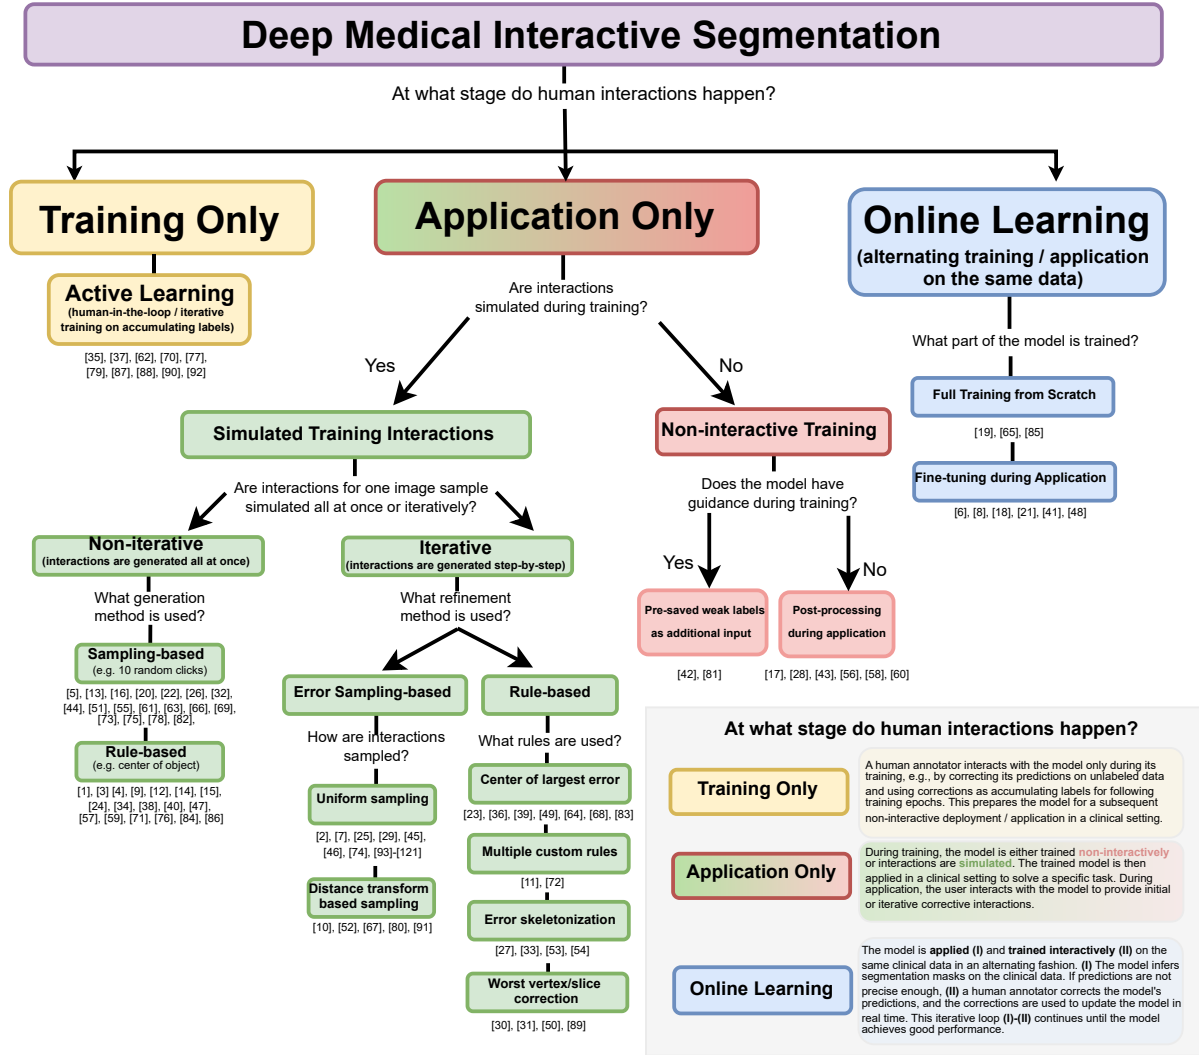 Deep Medical Interactive Segmentation
At what stage do human interactions happen?
Training Only
Active Learning
(human-in-the-loop / iterative
training on accumulating labels)
[35], [37], [62], [70], [77],
[79], [87], [88], [90], [92]
Application Only
Are interactions
simulated during training?
Yes
No
Online Learning
(alternating training / application
on the same data)
What part of the model is trained?
Full Training from Scratch
[19], [65], [85]
Fine-tuning during Application
[6], [8], [18], [21], [41], [48]
Simulated Training Interactions
Are interactions for one image sample
simulated all at once or iteratively?
Non-iterative
(interactions are generated all at once)
What generation
method is used?
Sampling-based
(e.g. 10 random clicks)
[5], [13], [16], [20], [22], [26], [32],
[44], [51], [55], [61], [63], [66], [69],
[73], [75], [78], [82],
Rule-based
(e.g. center of object)
[1], [3] [4], [9], [12], [14], [15],
[24], [34], [38], [40], [47],
[57], [59], [71], [76], [84], [86]
Iterative
(interactions are generated step-by-step)
What refinement
method is used?
Error Sampling-based
How are interactions
sampled?
Uniform sampling
[2], [7], [25], [29], [45],
[46], [74], [93]-[121]
Distance transform
based sampling
[10], [52], [67], [80], [91]
Rule-based
What rules are used?
Center of largest error
[23], [36], [39], [49], [64], [68], [83]
Multiple custom rules
[11], [72]
Error skeletonization
[27], [33], [53], [54]
Worst vertex/slice
correction
[30], [31], [50], [89]
Non-interactive Training
Does the model have
guidance during training?
Yes
No
Pre-saved weak labels
as additional input
[42], [81]
Post-processing
during application
[17], [28], [43], [56], [58], [60]
At what stage do human interactions happen?
Training Only
A human annotator interacts with the model only during its
training, e.g., by correcting its predictions on unlabeled data
and using corrections as accumulating labels for following
training epochs. This prepares the model for a subsequent
non-interactive deployment / application in a clinical setting.
Application Only
During training, the model is either trained non-interactively
or interactions are simulated. The trained model is then
applied in a clinical setting to solve a specific task. During
application, the user interacts with the model to provide initial
or iterative corrective interactions.
Online Learning
The model is applied (I) and trained interactively (II) on the
same clinical data in an alternating fashion. (I) The model infers
segmentation masks on the clinical data. If predictions are not
precise enough, (II) a human annotator corrects the model's
predictions, and the corrections are used to update the model in
real time. This iterative loop (I)-(II) continues until the model
achieves good performance.